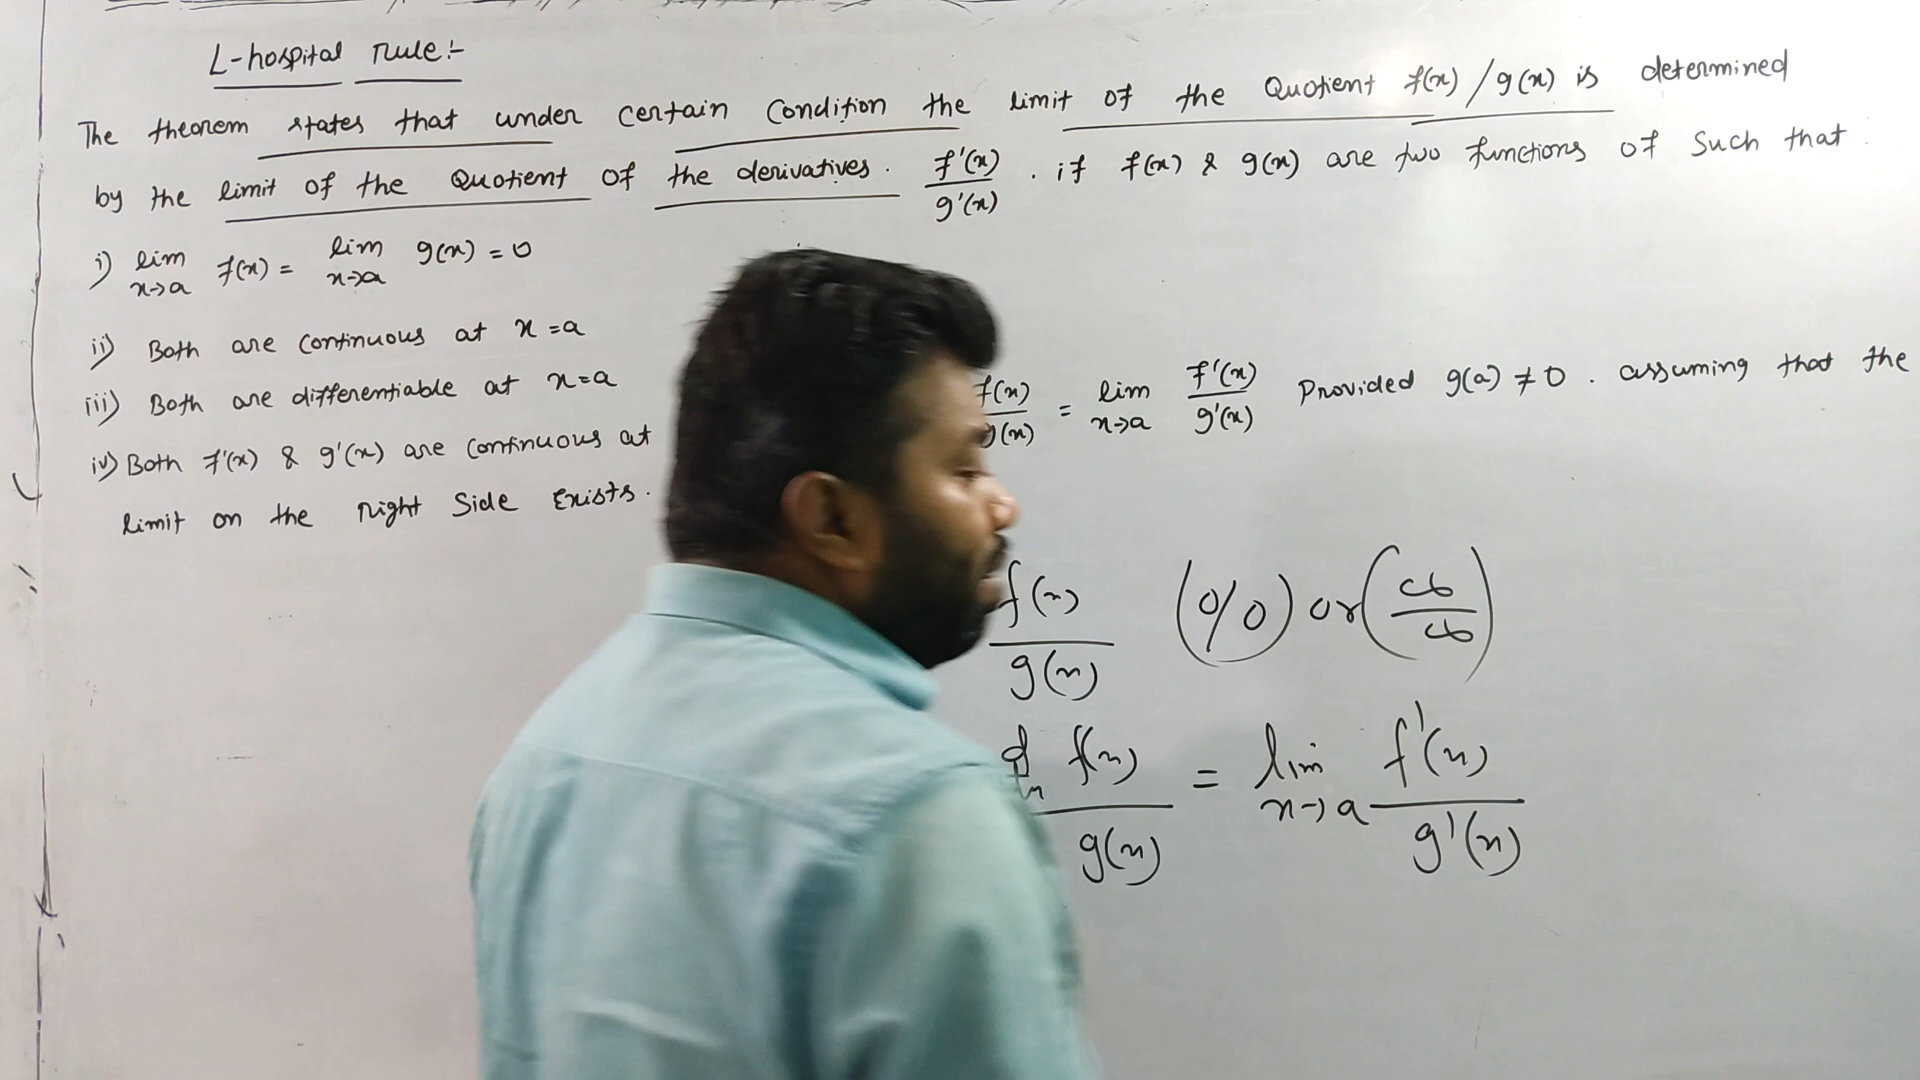 L-hospital rule:-
The theorem states that under certain condition the limit of the Quotient f(x)/g(x) is determined
by the limit of the Quotient of the derivatives. f'(x)/g'(x) . if f(x) & g(x) are two functions of such that
i) lim x→a f(x) = lim x→a g(x) = 0
ii) Both are continuous at x=a
iii) Both are differentiable at x=a
iv) Both f'(x) & g'(x) are continuous at f(x)/g(x) = lim x→a f'(x)/g'(x) Provided g(a) ≠ 0 . assuming that the
limit on the right side Exists.
f(x)/g(x) (0/0) or (∞/∞)
f(x)/g(x) = lim x→a f'(x)/g'(x)